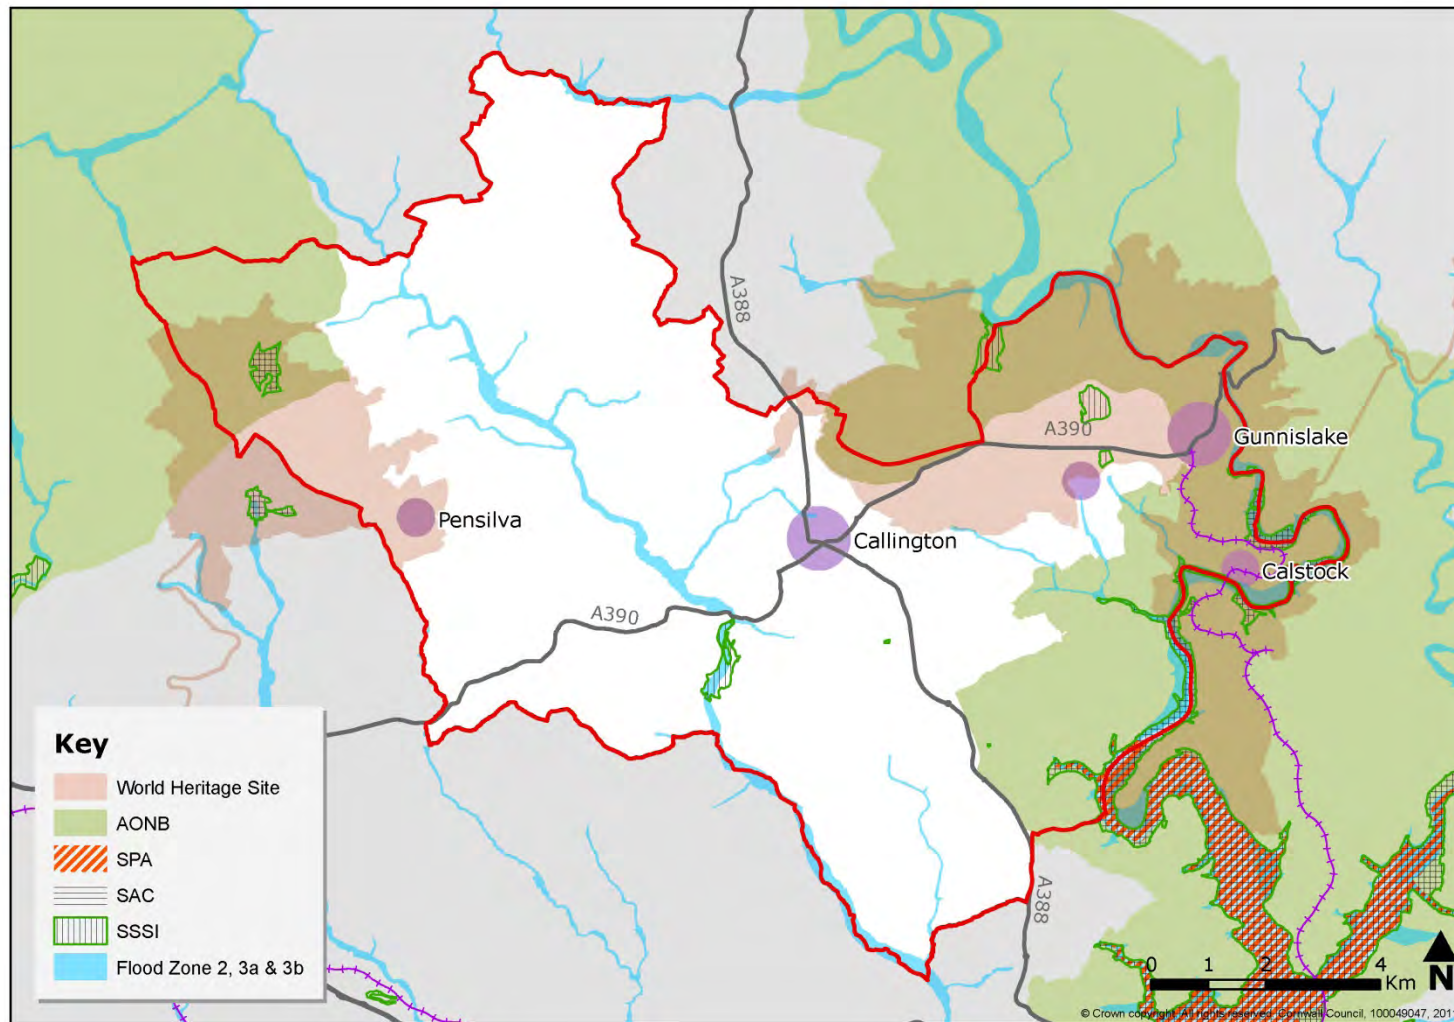 A388
A390
Gunnislake
Pensilva
Callington
Calstock
A390
A388
Key
World Heritage Site
AONB
SPA
SAC
SSSI
Flood Zone 2, 3a & 3b
0 1 2 4
Km
N
© Crown copyright. All rights reserved. Cornwall Council, 100049047,